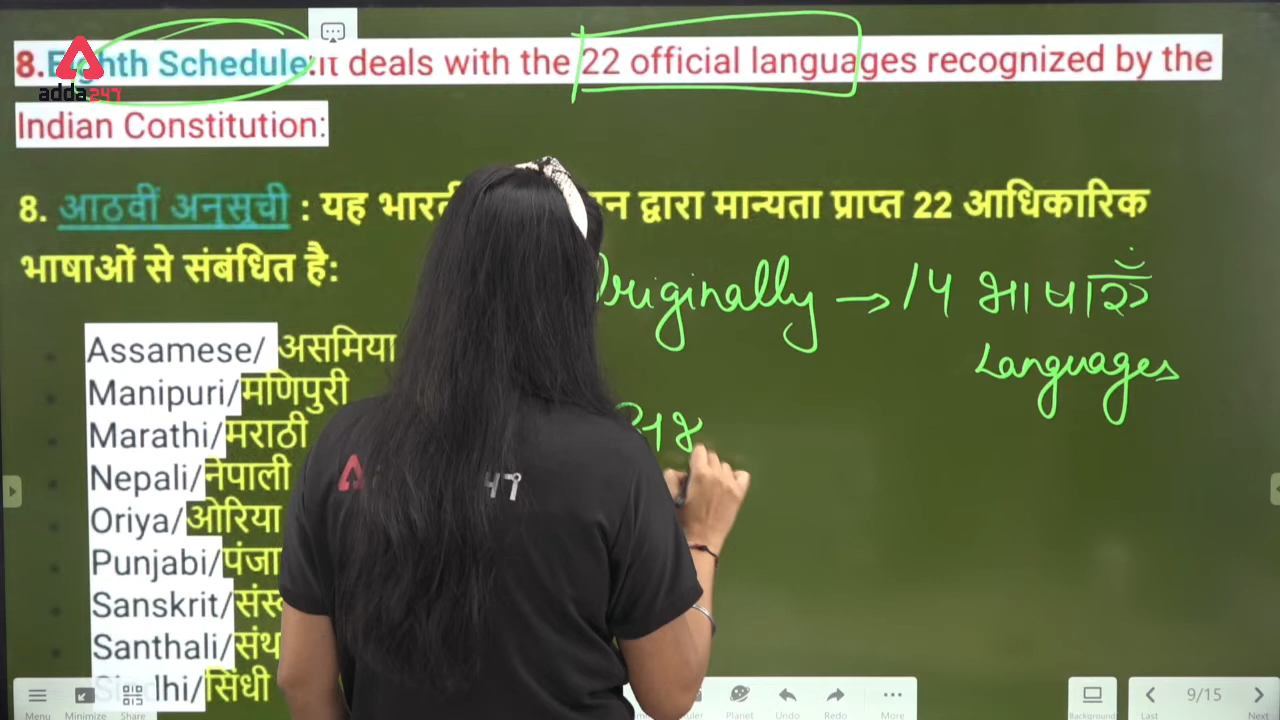 8.Eighth Schedule:It deals with the 22 official languages recognized by the
Indian Constitution:
adda247
8. आठवीं अनुसूची : यह द्वारा मान्यता प्राप्त 22 आधिकारिक
भाषाओं से संबंधित है:
Originally → 14 भाषाएँ
Languages
Assamese/ असमिया
Manipuri/मणिपुरी
Marathi/मराठी
Nepali/नेपाली
Oriya/ओरिया
Punjabi/
Sanskrit/
Santhali/
सिंधी
Menu Minimize Share Planet Undo Redo More Background Last 9/15 Next